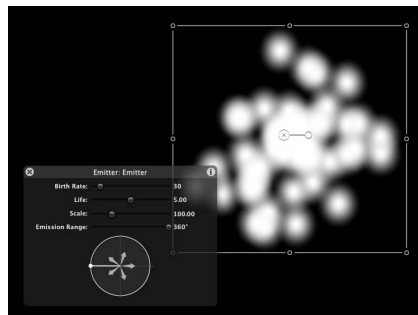 Emitter: Emitter
Birth Rate: 30
Life: 5.00
Scale: 100.00
Emission Range: 360°